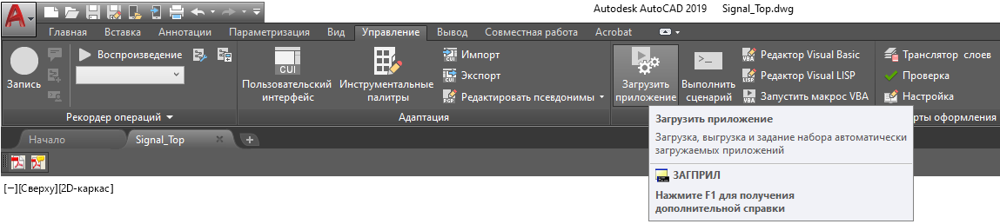 Autodesk AutoCAD 2019 Signal_Top.dwg
Главная Вставка Аннотации Параметризация Вид Управление Вывод Совместная работа Acrobat
Запись
Воспроизведение
Рекордер операций
CUI
Пользовательский
интерфейс
Инструментальные
палитры
Импорт
Экспорт
Редактировать псевдонимы
Адаптация
Загрузить
приложение
Выполнить
сценарий
Редактор Visual Basic
Редактор Visual LISP
Запустить макрос VBA
Транслятор слоев
Проверка
Настройка
рты оформления
Начало
Signal_Top
Загрузить приложение
Загрузка, выгрузка и задание набора автоматически
загружаемых приложений
ЗАГПРИЛ
Нажмите F1 для получения
дополнительной справки
[−][Сверху][2D-каркас]